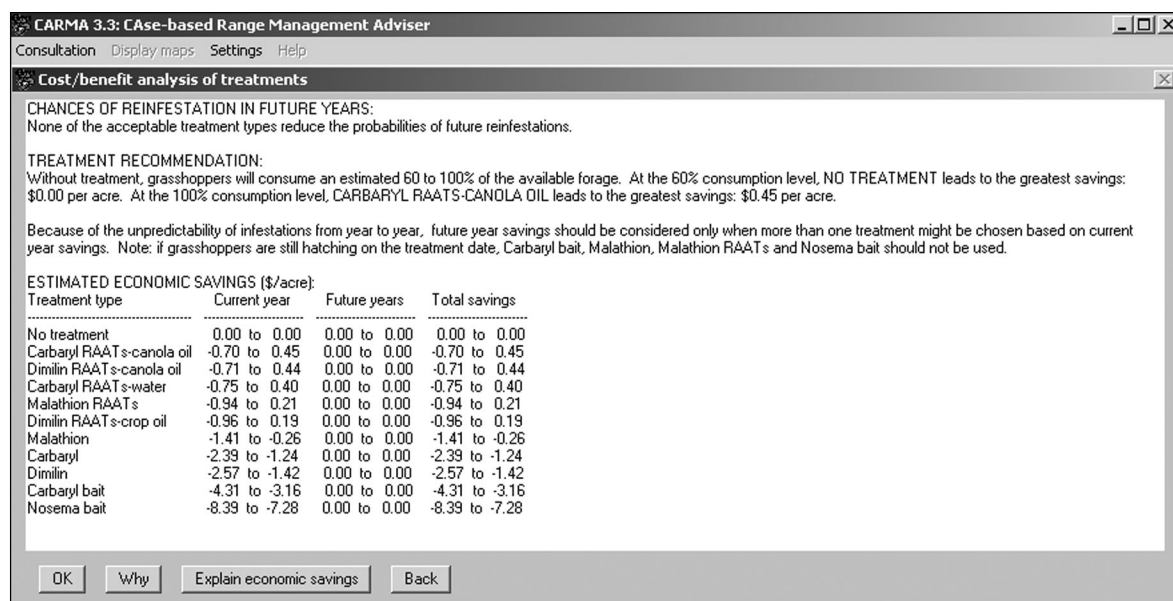 CARMA 3.3: CAse-based Range Management Adviser
Consultation Display maps Settings Help
Cost/benefit analysis of treatments
CHANCES OF REINFESTATION IN FUTURE YEARS:
None of the acceptable treatment types reduce the probabilities of future reinfestations.
TREATMENT RECOMMENDATION:
Without treatment, grasshoppers will consume an estimated 60 to 100% of the available forage. At the 60% consumption level, NO TREATMENT leads to the greatest savings:
$0.00 per acre. At the 100% consumption level, CARBARYL RAATS-CANOLA OIL leads to the greatest savings: $0.45 per acre.
Because of the unpredictability of infestations from year to year, future year savings should be considered only when more than one treatment might be chosen based on current
year savings. Note: if grasshoppers are still hatching on the treatment date, Carbaryl bait, Malathion, Malathion RAATs and Nosema bait should not be used.
ESTIMATED ECONOMIC SAVINGS ($/acre):
Treatment type Current year Future years Total savings
No treatment 0.00 to 0.00 0.00 to 0.00 0.00 to 0.00
Carbaryl RAATs-canola oil -0.70 to 0.45 0.00 to 0.00 -0.70 to 0.45
Dimilin RAATs-canola oil -0.71 to 0.44 0.00 to 0.00 -0.71 to 0.44
Carbaryl RAATs-water -0.75 to 0.40 0.00 to 0.00 -0.75 to 0.40
Malathion RAATs -0.94 to 0.21 0.00 to 0.00 -0.94 to 0.21
Dimilin RAATs-crop oil -0.96 to 0.19 0.00 to 0.00 -0.96 to 0.19
Malathion -1.41 to -0.26 0.00 to 0.00 -1.41 to -0.26
Carbaryl -2.39 to -1.24 0.00 to 0.00 -2.39 to -1.24
Dimilin -2.57 to -1.42 0.00 to 0.00 -2.57 to -1.42
Carbaryl bait -4.31 to -3.16 0.00 to 0.00 -4.31 to -3.16
Nosema bait -8.39 to -7.28 0.00 to 0.00 -8.39 to -7.28
OK Why Explain economic savings Back